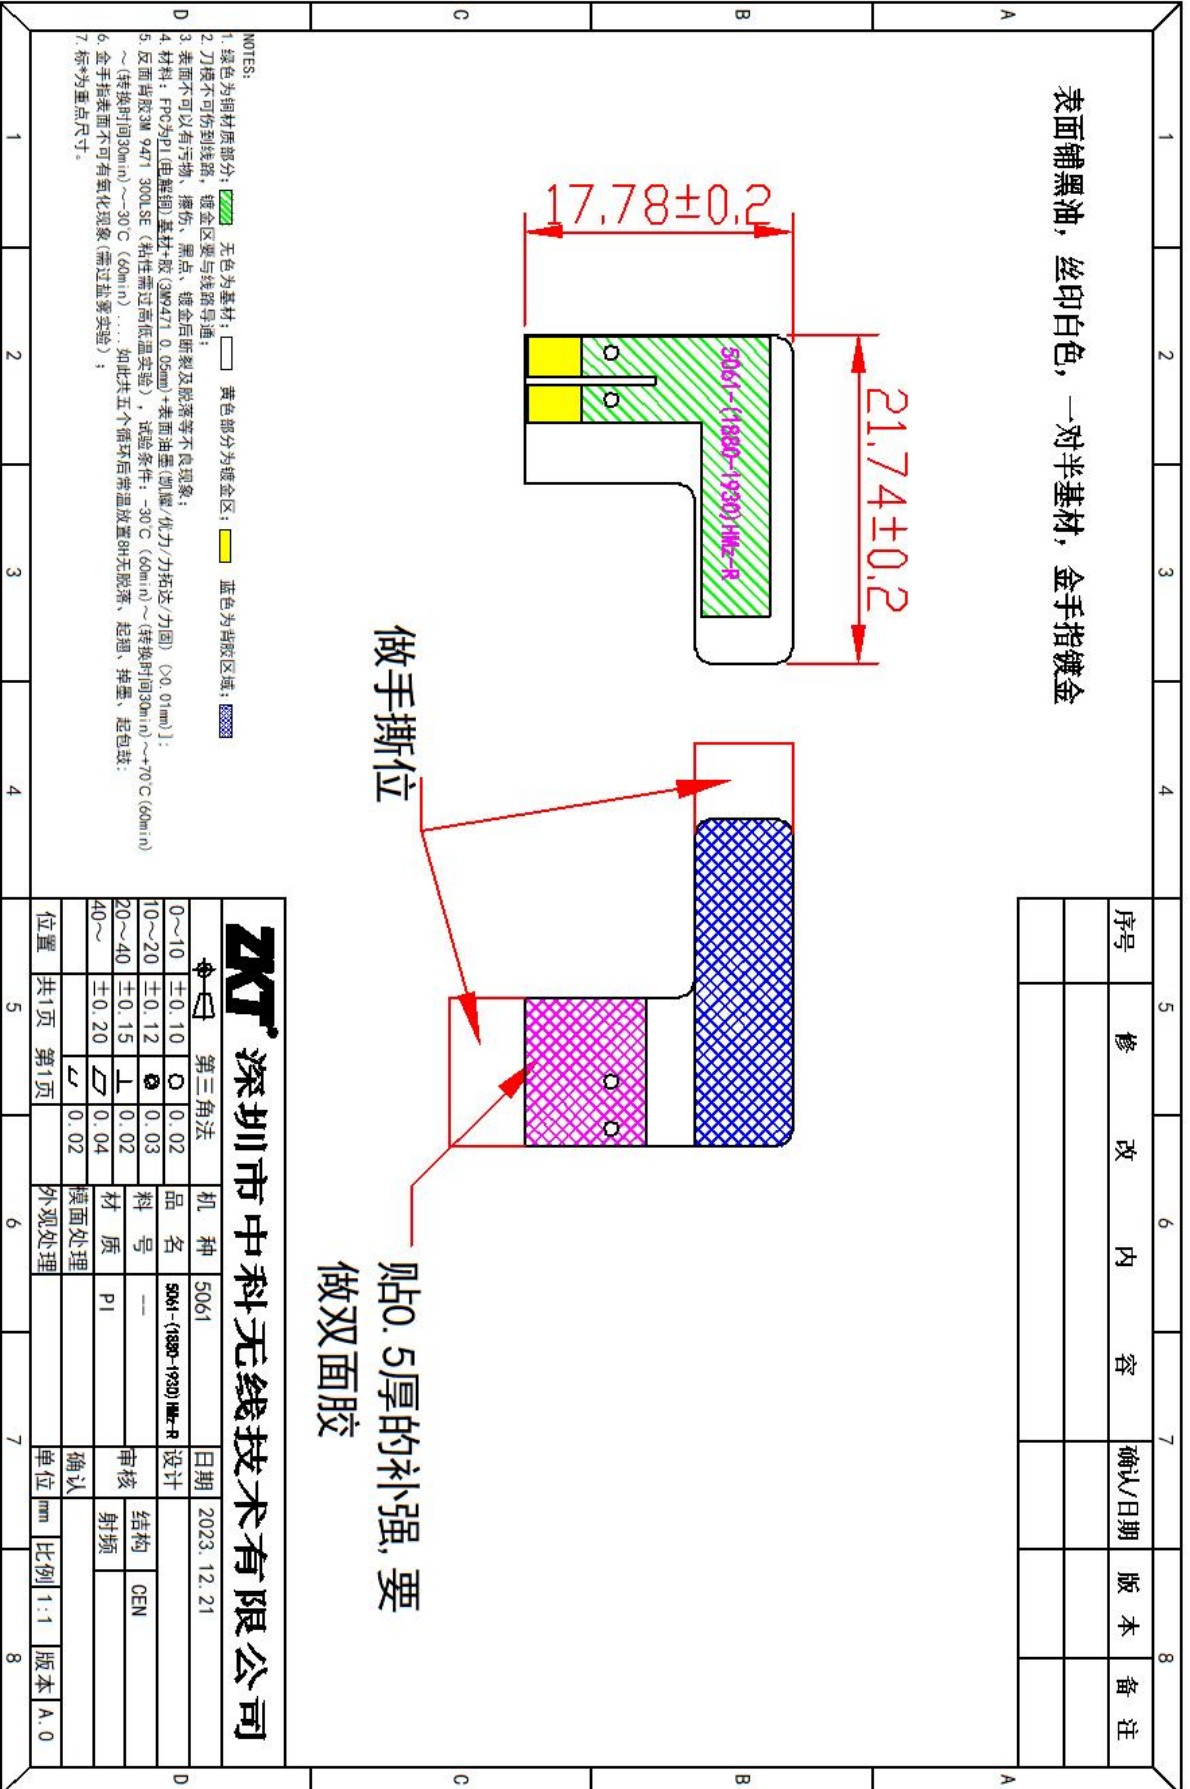 1 2 3 4 5 6 7 8
A
B
C
D
A
B
C
D
1 2 3 4 5 6 7 8
表面铺黑油，丝印白色，一对半基材，金手指镀金
序号 修 改 内 容 确认/日期 版 本 备 注
21.74±0.2
17.78±0.2
5061-(1880-1930)HMz-R
做手撕位
贴0.5厚的补强,要
做双面胶
NOTES:
1. 绿色为铜材质部分； 无色为基材； 黄色部分为镀金区； 蓝色为背胶区域；
2. 刀模不可伤到线路，镀金区要与线路导通；
3. 表面不可以有污物、擦伤、黑点、镀金后断裂及脱落等不良现象；
4. 材料：FPC为PI(电解铜)基材+胶(3M9471 0.05mm)+表面油墨(凯耀/优力/力拓达/力固) (>0.01mm)]；
5. 反面背胶3M 9471 300LSE（粘性需过高低温实验），试验条件：-30℃（60min）～(转换时间30min)～+70℃(60min)
～(转换时间30min)～-30℃（60min）...如此共五个循环后常温放置8H无脱落、起翘、掉墨、起包鼓；
6. 金手指表面不可有氧化现象(需过盐雾实验)；
7. 标*为重点尺寸。
ZKT 深圳市中科无线技术有限公司
第三角法 机 种 5061 日期 2023.12.21
0～10 ±0.10 0.02 品 名 5061-(1880-1930)HMz-R 设计
10～20 ±0.12 0.03 料 号 -- 审核 结构 CEN
20～40 ±0.15 0.02
40～ ±0.20 0.04 材 质 PI 射频
0.02 模面处理 确认
位置 共1页 第1页 外观处理 单位 mm 比例 1:1 版本 A.0